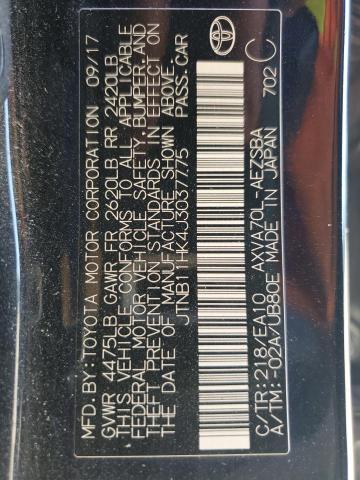 MFD.BY:TOYOTA MOTOR CORPORATION 09/17
GVWR 4475LB GAWR FR 2620LB RR 2420LB
THIS VEHICLE CONFORMS TO ALL APPLICABLE
FEDERAL MOTOR VEHICLE SAFETY, BUMPER, AND
THEFT PREVENTION STANDARDS IN EFFECT ON
THE DATE OF MANUFACTURE SHOWN ABOVE.
JTNB11HK4J3037775 PASS.CAR
C/TR:218/EA10 AXVA70L-AEZSBA
A/TM:-02A/UB80E MADE IN JAPAN 702 C